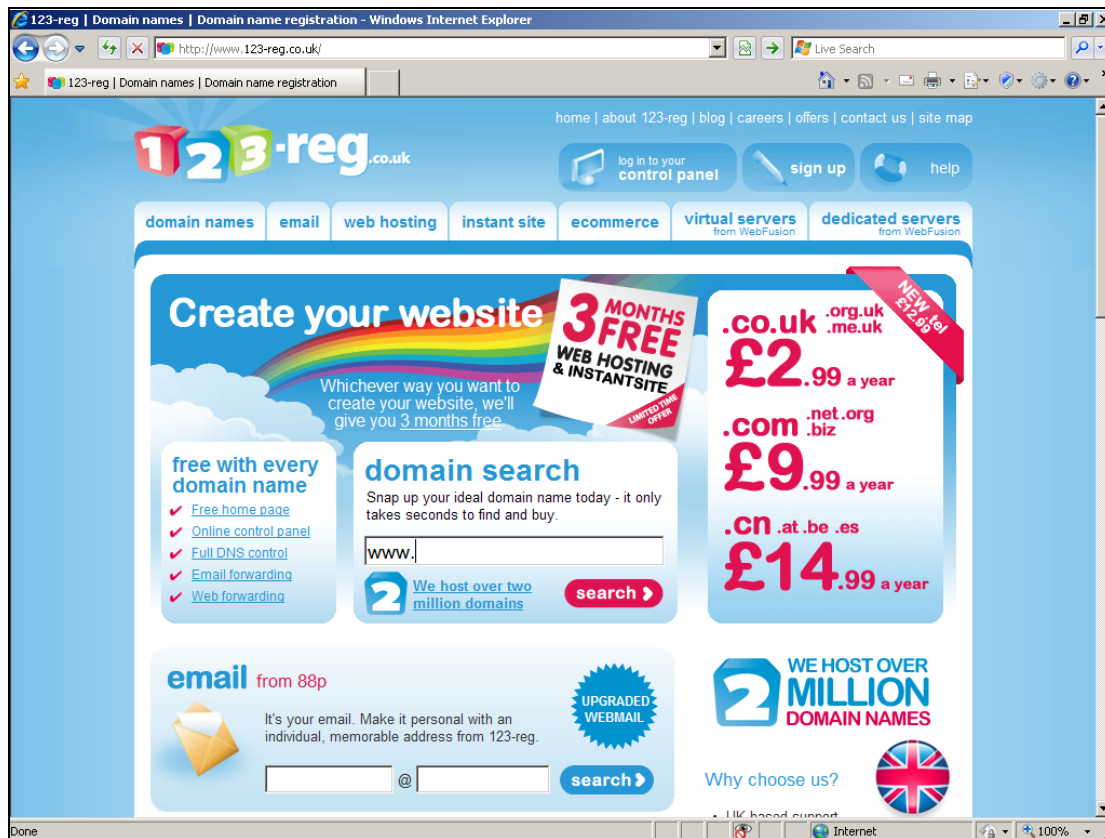 123-reg | Domain names | Domain name registration - Windows Internet Explorer
http://www.123-reg.co.uk/
Live Search
123-reg | Domain names | Domain name registration
home | about 123-reg | blog | careers | offers | contact us | site map
123-reg.co.uk
log in to your
control panel
sign up
help
domain names
email
web hosting
instant site
ecommerce
virtual servers
from WebFusion
dedicated servers
from WebFusion
Create your website
3 MONTHS
FREE
WEB HOSTING
& INSTANTSITE
LIMITED TIME
OFFER
Whichever way you want to
create your website, we'll
give you 3 months free
NEW .tel
£12.99
.co.uk .org.uk
.me.uk
£2.99 a year
.com .net .org
.biz
£9.99 a year
.cn .at .be .es
£14.99 a year
free with every
domain name
Free home page
Online control panel
Full DNS control
Email forwarding
Web forwarding
domain search
Snap up your ideal domain name today - it only
takes seconds to find and buy.
www.
2
We host over two
million domains
search
email from 88p
It's your email. Make it personal with an
individual, memorable address from 123-reg.
UPGRADED
WEBMAIL
@
search
2
WE HOST OVER
MILLION
DOMAIN NAMES
Why choose us?
• UK based support
Done
Internet
100%